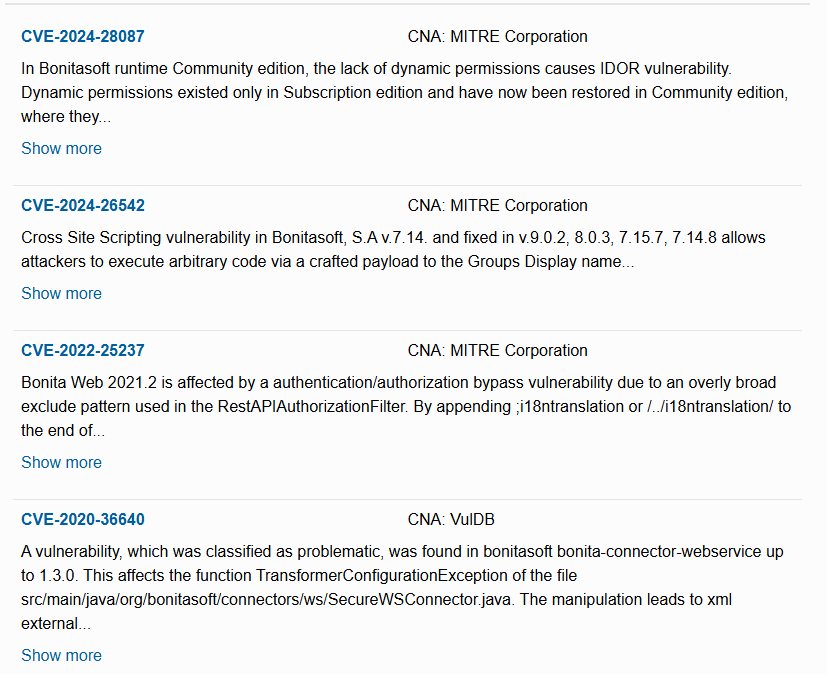 CVE-2024-28087 CNA: MITRE Corporation
In Bonitasoft runtime Community edition, the lack of dynamic permissions causes IDOR vulnerability.
Dynamic permissions existed only in Subscription edition and have now been restored in Community edition,
where they...
Show more
CVE-2024-26542 CNA: MITRE Corporation
Cross Site Scripting vulnerability in Bonitasoft, S.A v.7.14. and fixed in v.9.0.2, 8.0.3, 7.15.7, 7.14.8 allows
attackers to execute arbitrary code via a crafted payload to the Groups Display name...
Show more
CVE-2022-25237 CNA: MITRE Corporation
Bonita Web 2021.2 is affected by a authentication/authorization bypass vulnerability due to an overly broad
exclude pattern used in the RestAPIAuthorizationFilter. By appending ;i18ntranslation or /../i18ntranslation/ to
the end of...
Show more
CVE-2020-36640 CNA: VulDB
A vulnerability, which was classified as problematic, was found in bonitasoft bonita-connector-webservice up
to 1.3.0. This affects the function TransformerConfigurationException of the file
src/main/java/org/bonitasoft/connectors/ws/SecureWSConnector.java. The manipulation leads to xml
external...
Show more